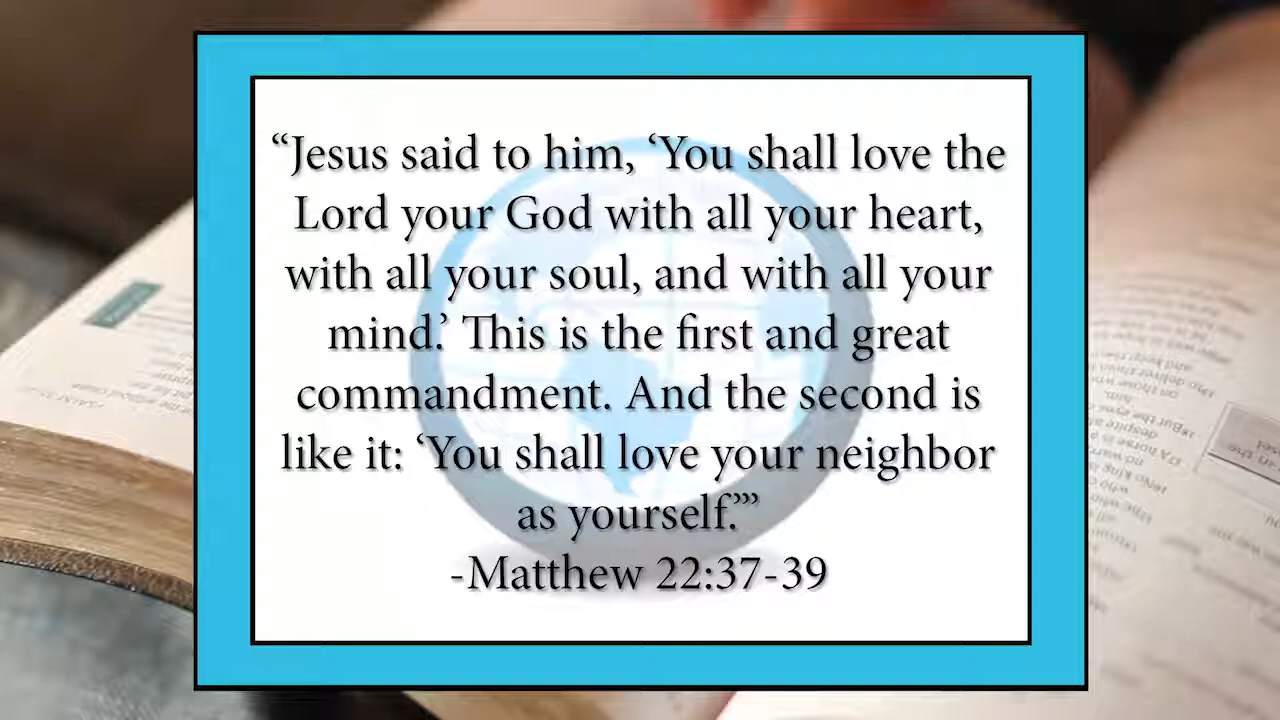 “Jesus said to him, ‘You shall love the
Lord your God with all your heart,
with all your soul, and with all your
mind.’ This is the first and great
commandment. And the second is
like it: ‘You shall love your neighbor
as yourself.’”
-Matthew 22:37-39